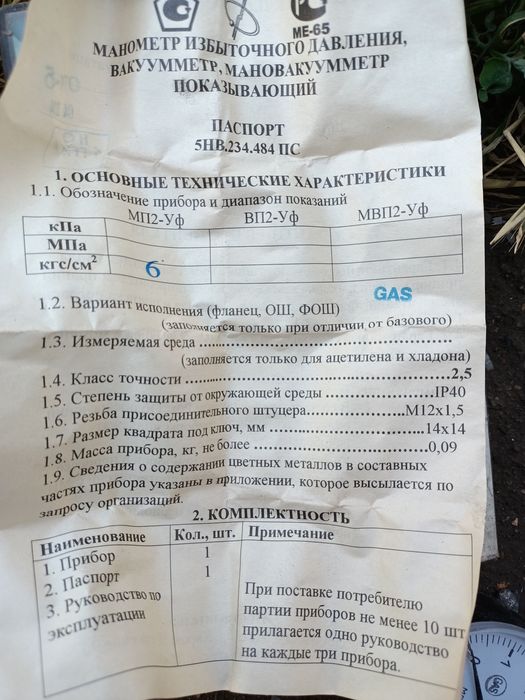 МЕ-65
МАНОМЕТР ИЗБЫТОЧНОГО ДАВЛЕНИЯ,
ВАКУУММЕТР, МАНОВАКУУММЕТР
ПОКАЗЫВАЮЩИЙ
ПАСПОРТ
5НВ.234.484 ПС
1. ОСНОВНЫЕ ТЕХНИЧЕСКИЕ ХАРАКТЕРИСТИКИ
1.1. Обозначение прибора и диапазон показаний
МП2-Уф ВП2-Уф МВП2-Уф
кПа
МПа
кгс/см² 6
GAS
1.2. Вариант исполнения (фланец, ОШ, ФОШ)
(заполняется только при отличии от базового)
1.3. Измеряемая среда ........................................
(заполняется только для ацетилена и хладона)
1.4. Класс точности ........................................2,5
1.5. Степень защиты от окружающей среды ..................IP40
1.6. Резьба присоединительного штуцера................М12х1,5
1.7. Размер квадрата под ключ, мм ........................14х14
1.8. Масса прибора, кг, не более ..........................0,09
1.9. Сведения о содержании цветных металлов в составных
частях прибора указаны в приложении, которое высылается по
запросу организаций.
2. КОМПЛЕКТНОСТЬ
Наименование Кол., шт. Примечание
1. Прибор 1
2. Паспорт 1
3. Руководство по
эксплуатации
При поставке потребителю
партии приборов не менее 10 шт
прилагается одно руководство
на каждые три прибора.
-1
GAS